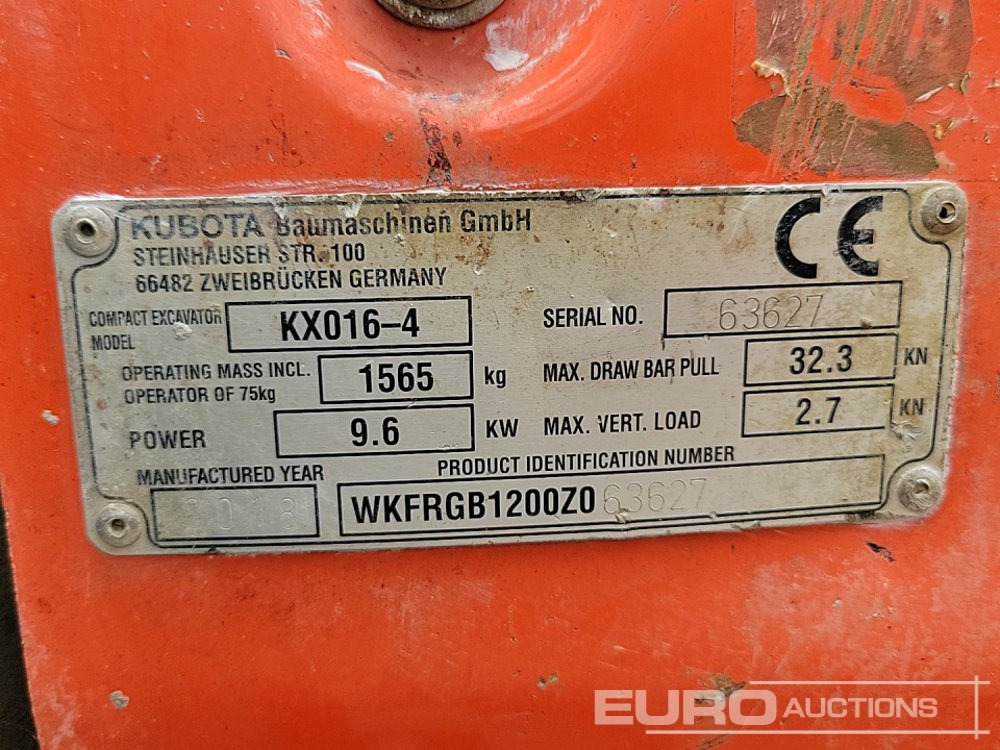 KUBOTA Baumaschinen GmbH
STEINHAUSER STR. 100
66482 ZWEIBRÜCKEN GERMANY
CE
COMPACT EXCAVATOR MODEL KX016-4
SERIAL NO. 63627
OPERATING MASS INCL. OPERATOR OF 75kg 1565 kg
MAX. DRAW BAR PULL 32.3 KN
POWER 9.6 KW
MAX. VERT. LOAD 2.7 KN
MANUFACTURED YEAR 2018
PRODUCT IDENTIFICATION NUMBER
WKFRGB1200Z063627
EURO AUCTIONS